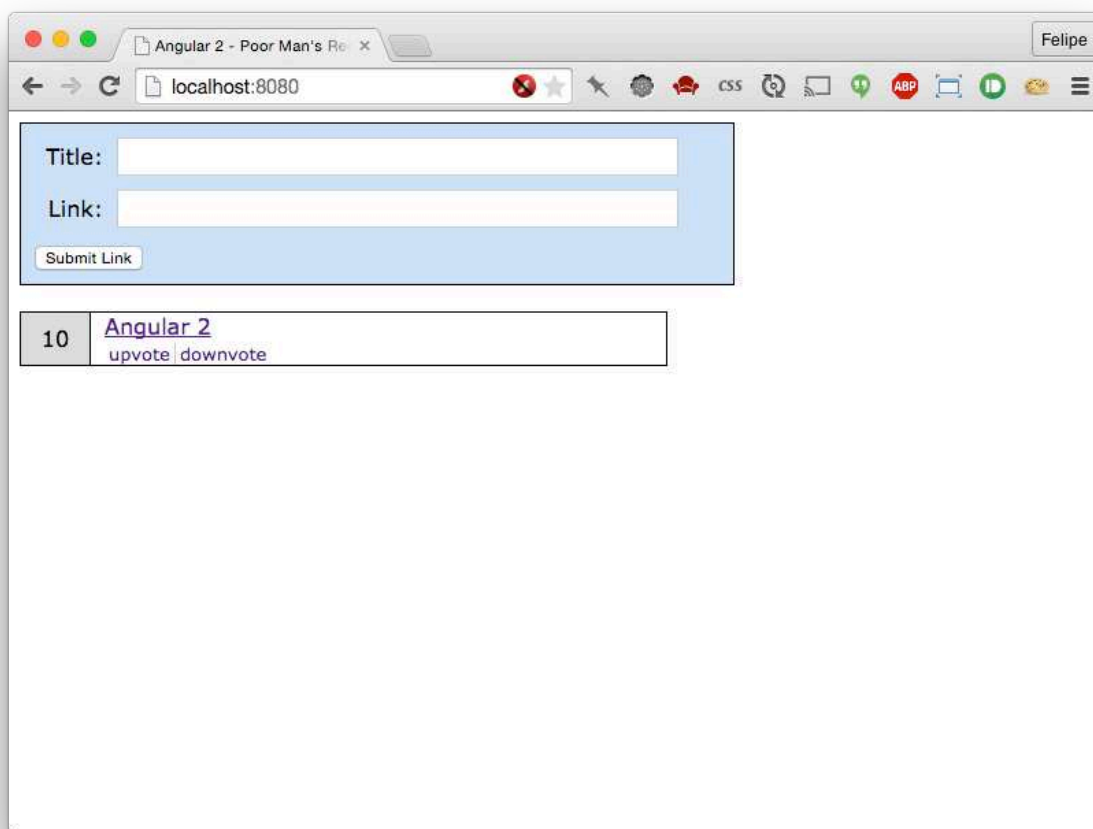 Angular 2 - Poor Man's Re
Felipe
localhost:8080
CSS
ABP
Title:
Link:
Submit Link
10
Angular 2
upvote downvote